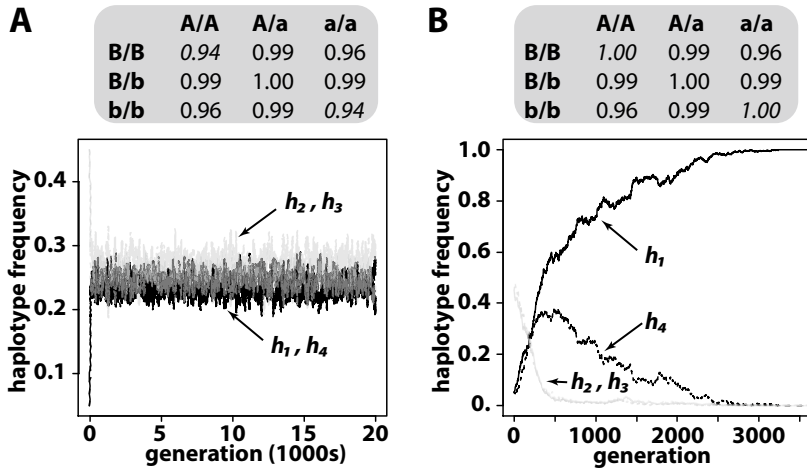 A
A/A A/a a/a
B/B 0.94 0.99 0.96
B/b 0.99 1.00 0.99
b/b 0.96 0.99 0.94
haplotype frequency
0.4
0.3
0.2
0.1
h2 , h3
h1 , h4
0 5 10 15 20
generation (1000s)
B
A/A A/a a/a
B/B 1.00 0.99 0.96
B/b 0.99 1.00 0.99
b/b 0.96 0.99 1.00
haplotype frequency
1.0
0.8
0.6
0.4
0.2
0.
h1
h4
h2 , h3
0 1000 2000 3000
generation